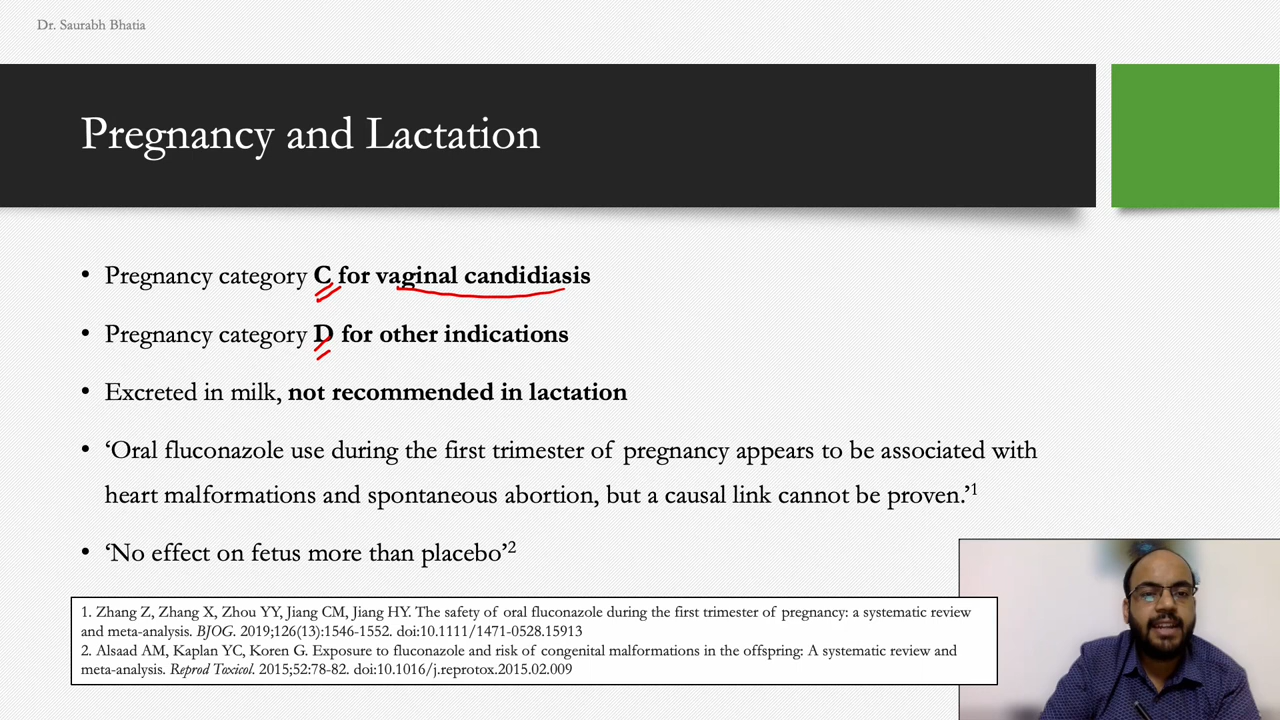 Dr. Saurabh Bhatia
Pregnancy and Lactation
• Pregnancy category C for vaginal candidiasis
• Pregnancy category D for other indications
• Excreted in milk, not recommended in lactation
• ‘Oral fluconazole use during the first trimester of pregnancy appears to be associated with
heart malformations and spontaneous abortion, but a causal link cannot be proven.’1
• ‘No effect on fetus more than placebo’2
1. Zhang Z, Zhang X, Zhou YY, Jiang CM, Jiang HY. The safety of oral fluconazole during the first trimester of pregnancy: a systematic review
and meta-analysis. BJOG. 2019;126(13):1546-1552. doi:10.1111/1471-0528.15913
2. Alsaad AM, Kaplan YC, Koren G. Exposure to fluconazole and risk of congenital malformations in the offspring: A systematic review and
meta-analysis. Reprod Toxicol. 2015;52:78-82. doi:10.1016/j.reprotox.2015.02.009